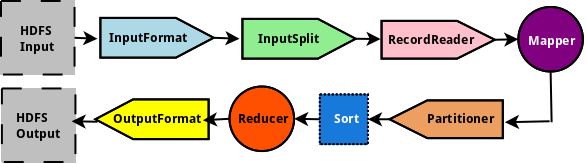 HDFS
Input
InputFormat
InputSplit
RecordReader
Mapper
HDFS
Output
OutputFormat
Reducer
Sort
Partitioner